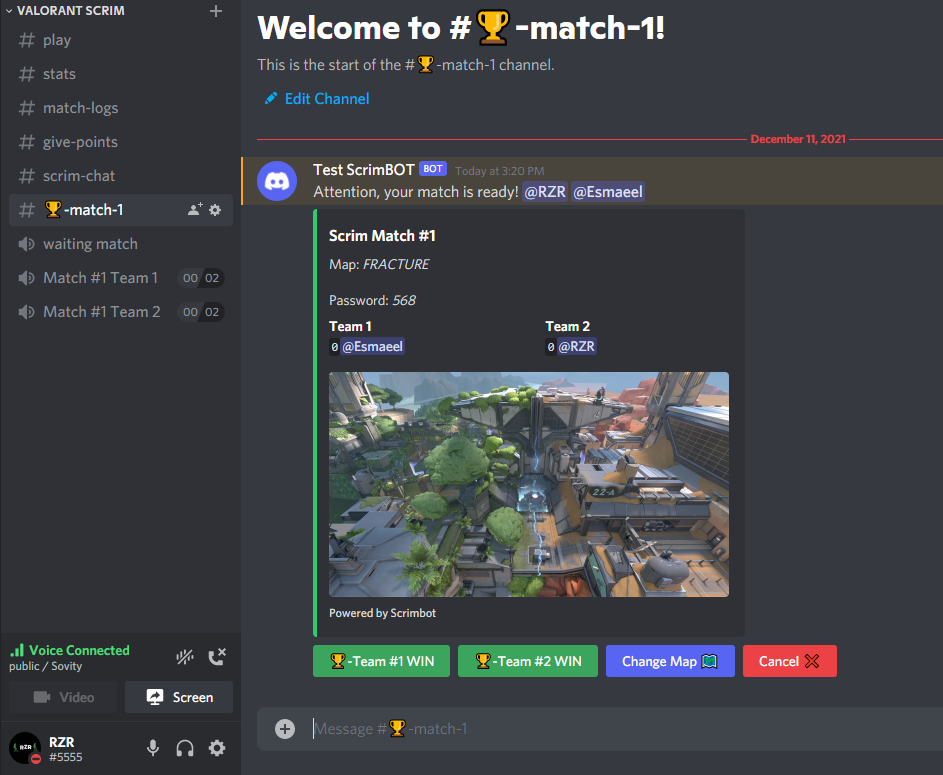 VALORANT SCRIM
play
stats
match-logs
give-points
scrim-chat
🏆-match-1
waiting match
Match #1 Team 1 00 02
Match #1 Team 2 00 02
Voice Connected
public / Sovity
Video Screen
RZR
RZR
#5555
Welcome to #🏆-match-1!
This is the start of the #🏆-match-1 channel.
Edit Channel
December 11, 2021
Test ScrimBOT BOT Today at 3:20 PM
Attention, your match is ready! @RZR @Esmaeel
Scrim Match #1
Map: FRACTURE
Password: 568
Team 1 Team 2
0 @Esmaeel 0 @RZR
22-A
Powered by Scrimbot
🏆-Team #1 WIN 🏆-Team #2 WIN Change Map 🗺️ Cancel ❌
Message #🏆-match-1